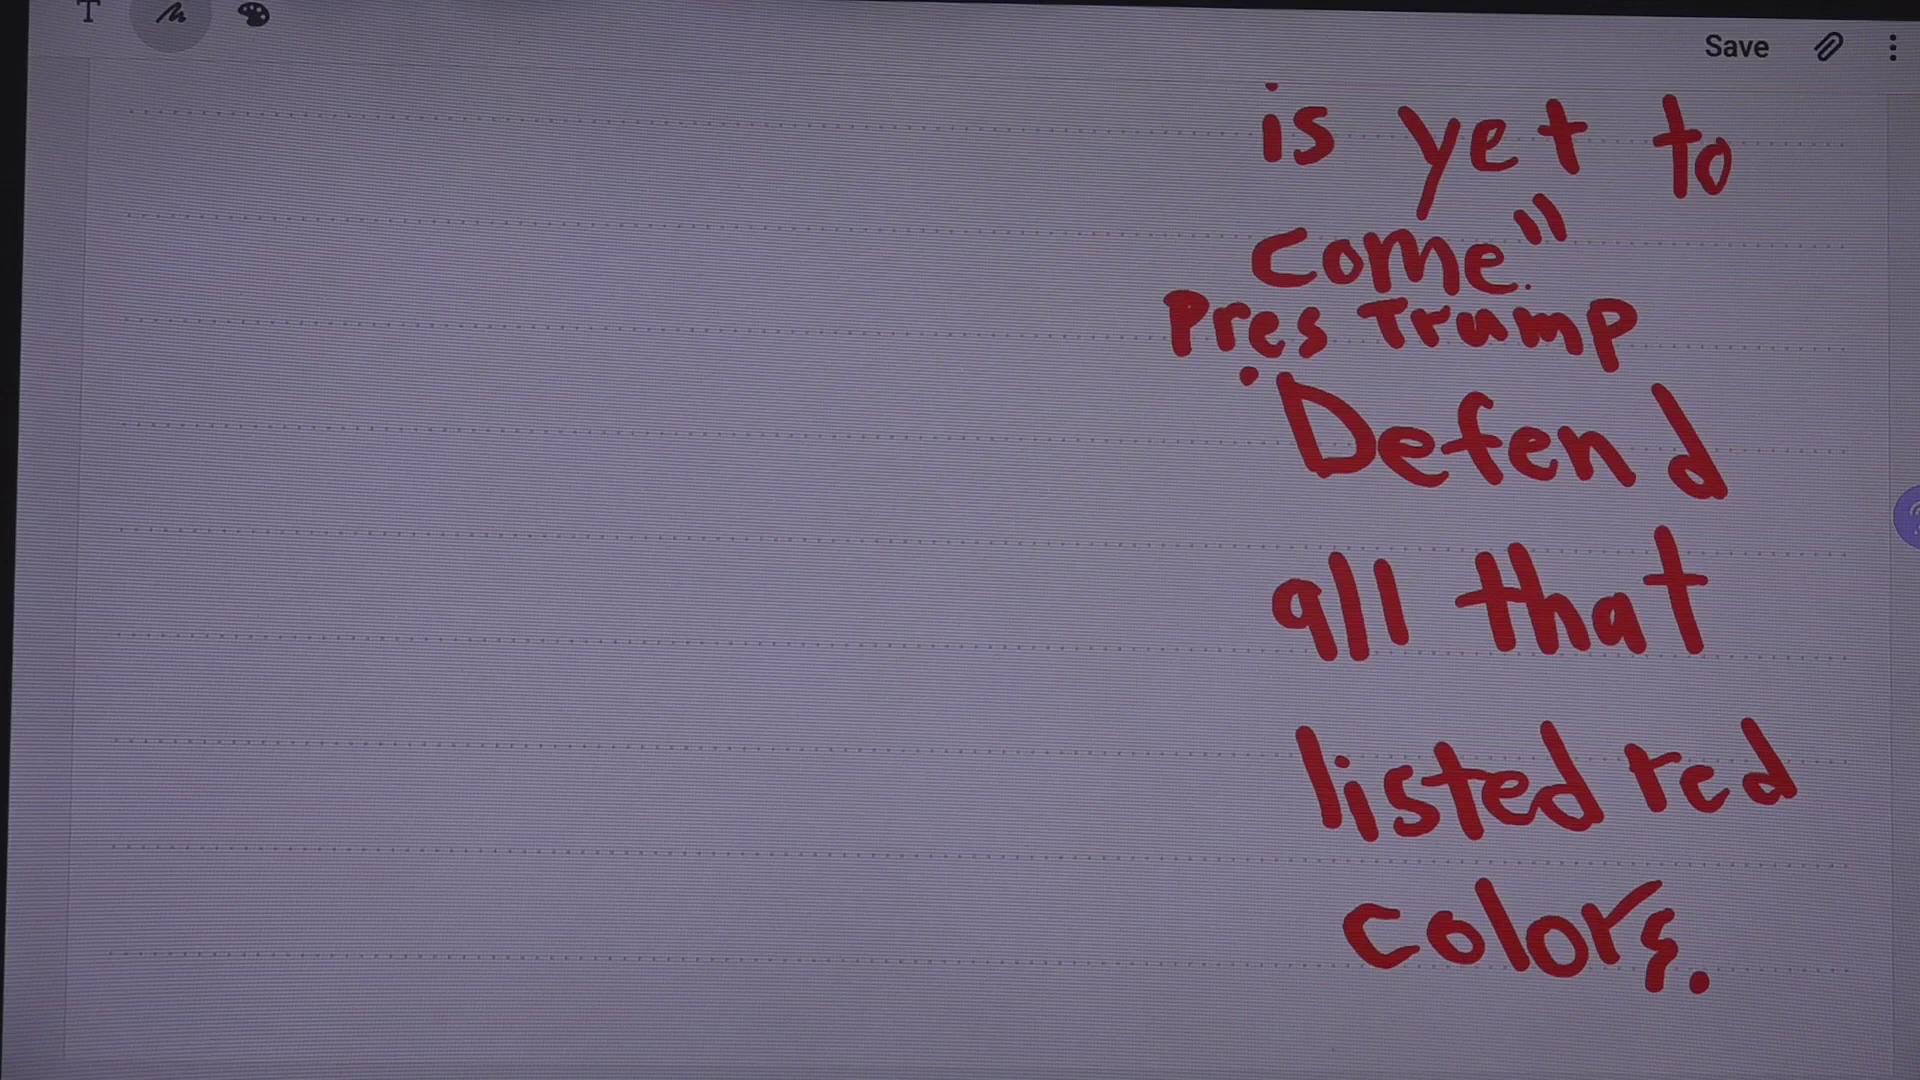 T
Save
is yet to
come."
Pres Trump
. Defend
all that
listed red
colors.